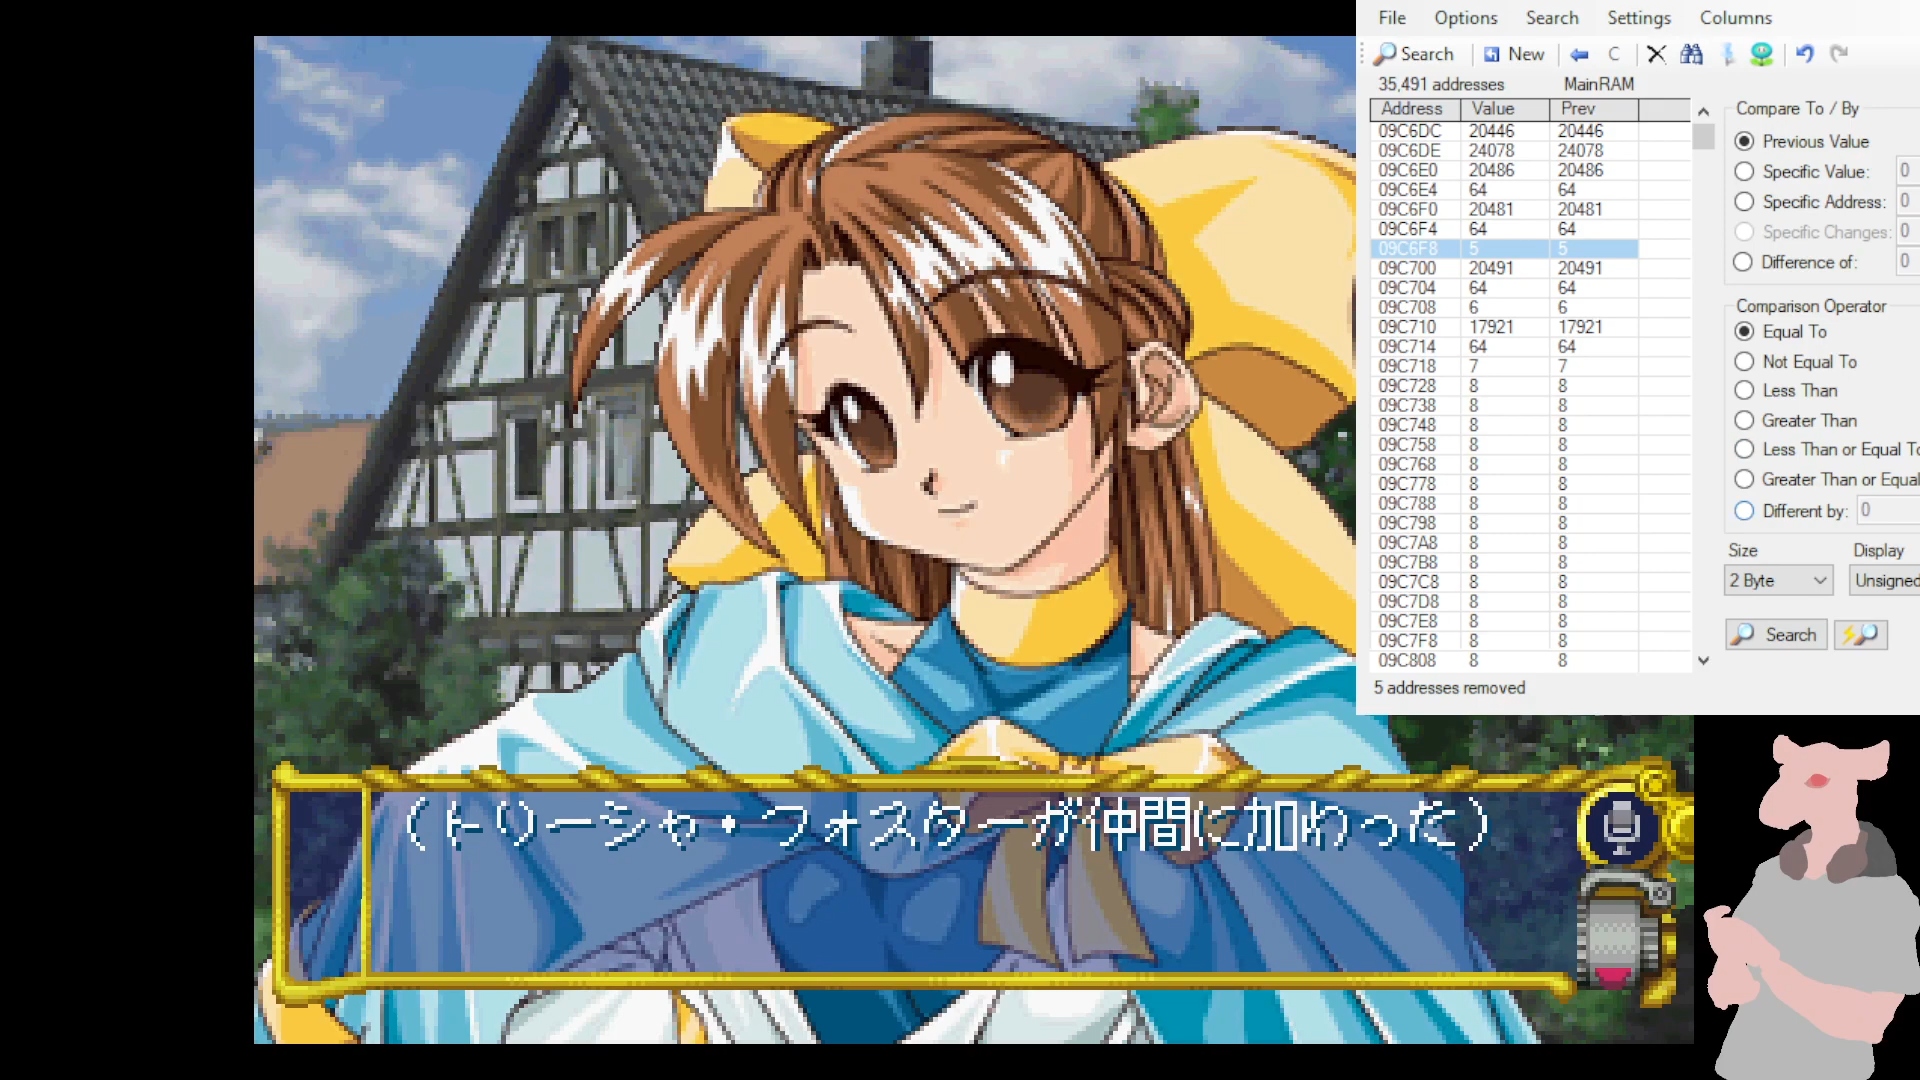 File Options Search Settings Columns
Search New C
35,491 addresses MainRAM
Address Value Prev
09C6DC 20446 20446
09C6DE 24078 24078
09C6E0 20486 20486
09C6E4 64 64
09C6F0 20481 20481
09C6F4 64 64
09C6F8 5 5
09C700 20491 20491
09C704 64 64
09C708 6 6
09C710 17921 17921
09C714 64 64
09C718 7 7
09C728 8 8
09C738 8 8
09C748 8 8
09C758 8 8
09C768 8 8
09C778 8 8
09C788 8 8
09C798 8 8
09C7A8 8 8
09C7B8 8 8
09C7C8 8 8
09C7D8 8 8
09C7E8 8 8
09C7F8 8 8
09C808 8 8
5 addresses removed
Compare To / By
Previous Value
Specific Value: 0
Specific Address: 0
Specific Changes: 0
Difference of: 0
Comparison Operator
Equal To
Not Equal To
Less Than
Greater Than
Less Than or Equal To
Greater Than or Equal
Different by: 0
Size Display
2 Byte Unsigned
Search
（トリーシャ・フォスターが仲間に加わった）